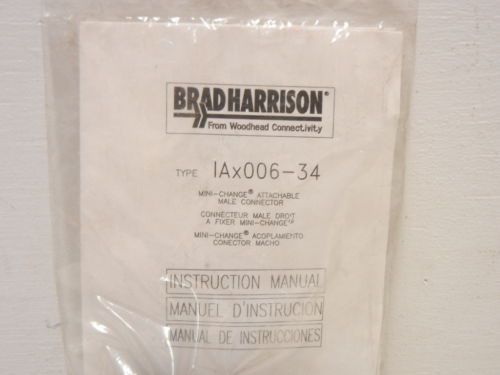 BRADHARRISON®
From Woodhead Connectivity
TYPE IAx006-34
MINI-CHANGE® ATTACHABLE
MALE CONNECTOR
CONNECTEUR MALE DROIT
A FIXER MINI-CHANGE
MINI-CHANGE® ACOPLAMIENTO
CONECTOR MACHO
INSTRUCTION MANUAL
MANUEL D'INSTRUCION
MANUAL DE INSTRUCCIONES